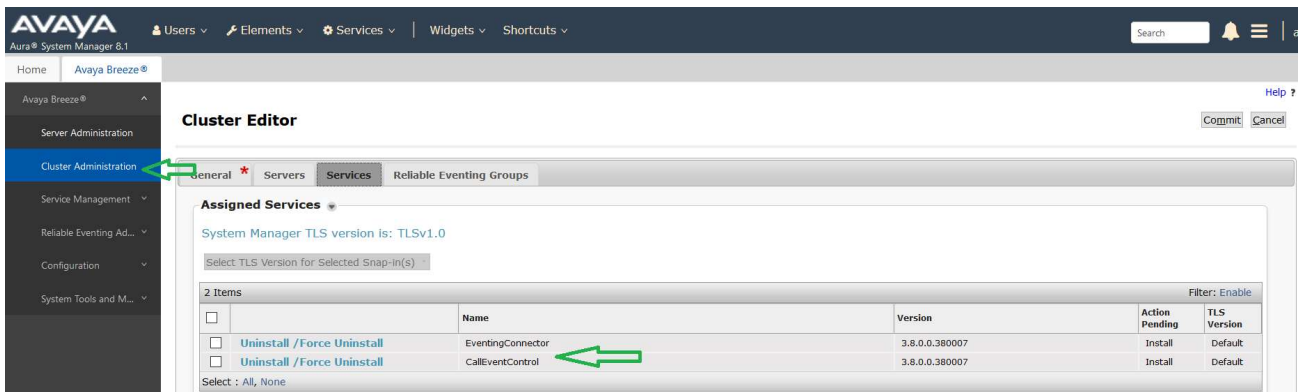 AVAYA
Aura® System Manager 8.1
Users Elements Services | Widgets Shortcuts
Search
a
Home Avaya Breeze®
Avaya Breeze®
Server Administration
Cluster Administration
Service Management
Reliable Eventing Ad...
Configuration
System Tools and M...
Help ?
Cluster Editor
Commit Cancel
General * Servers Services Reliable Eventing Groups
Assigned Services
System Manager TLS version is: TLSv1.0
Select TLS Version for Selected Snap-in(s)
2 Items Filter: Enable
Name Version Action Pending TLS Version
Uninstall /Force Uninstall EventingConnector 3.8.0.0.380007 Install Default
Uninstall /Force Uninstall CallEventControl 3.8.0.0.380007 Install Default
Select : All, None